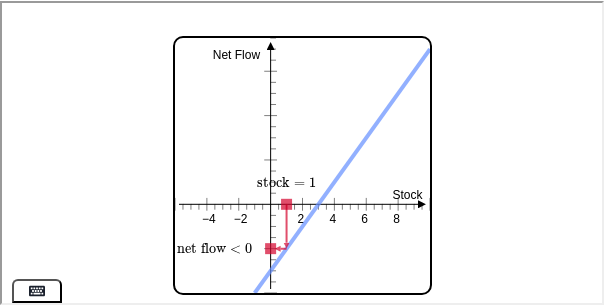 Net Flow
stock = 1
Stock
−4 −2 2 4 6 8
net flow < 0